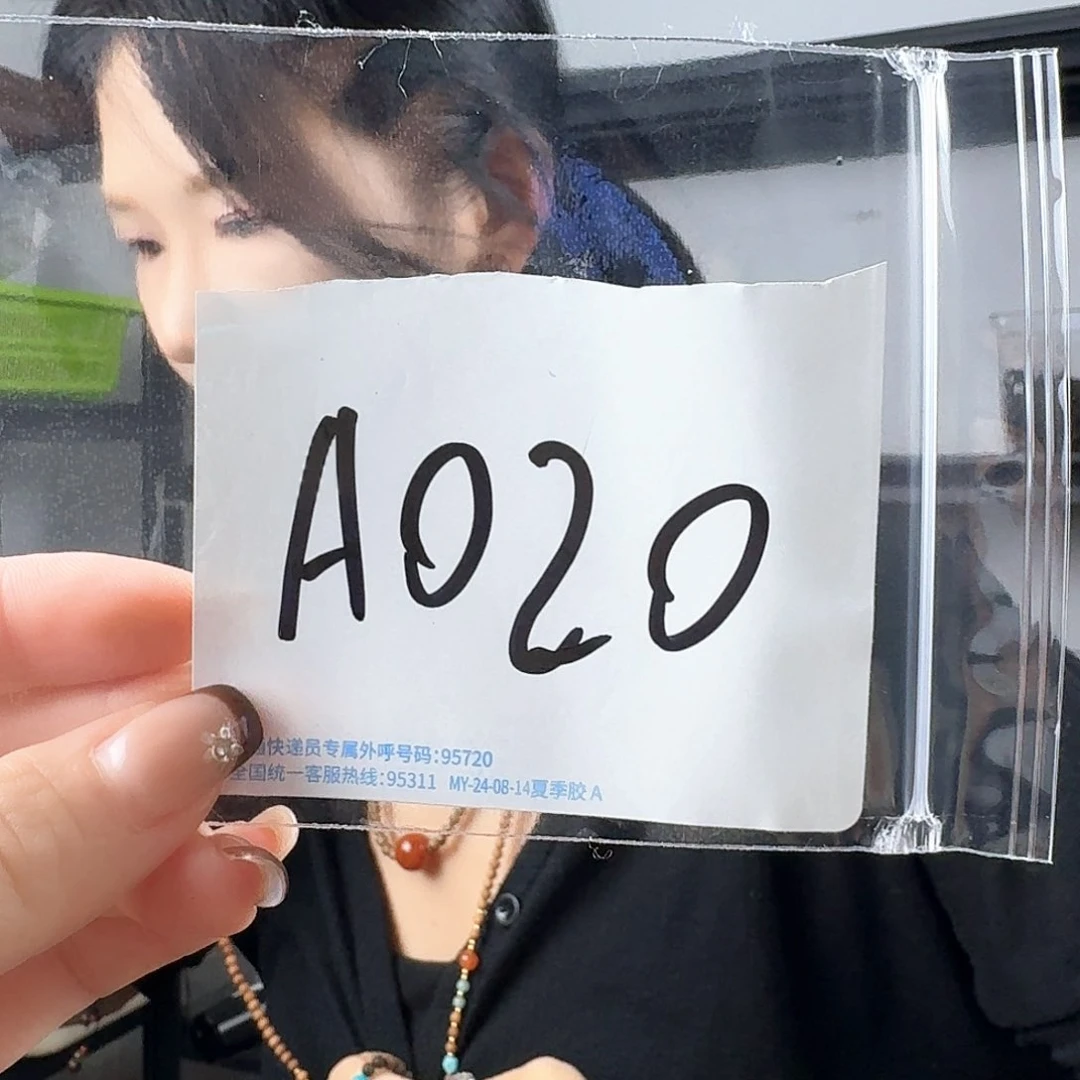 A020
快递员专属外呼号码:95720
全国统一客服热线:95311 MY-24-08-14夏季胶A